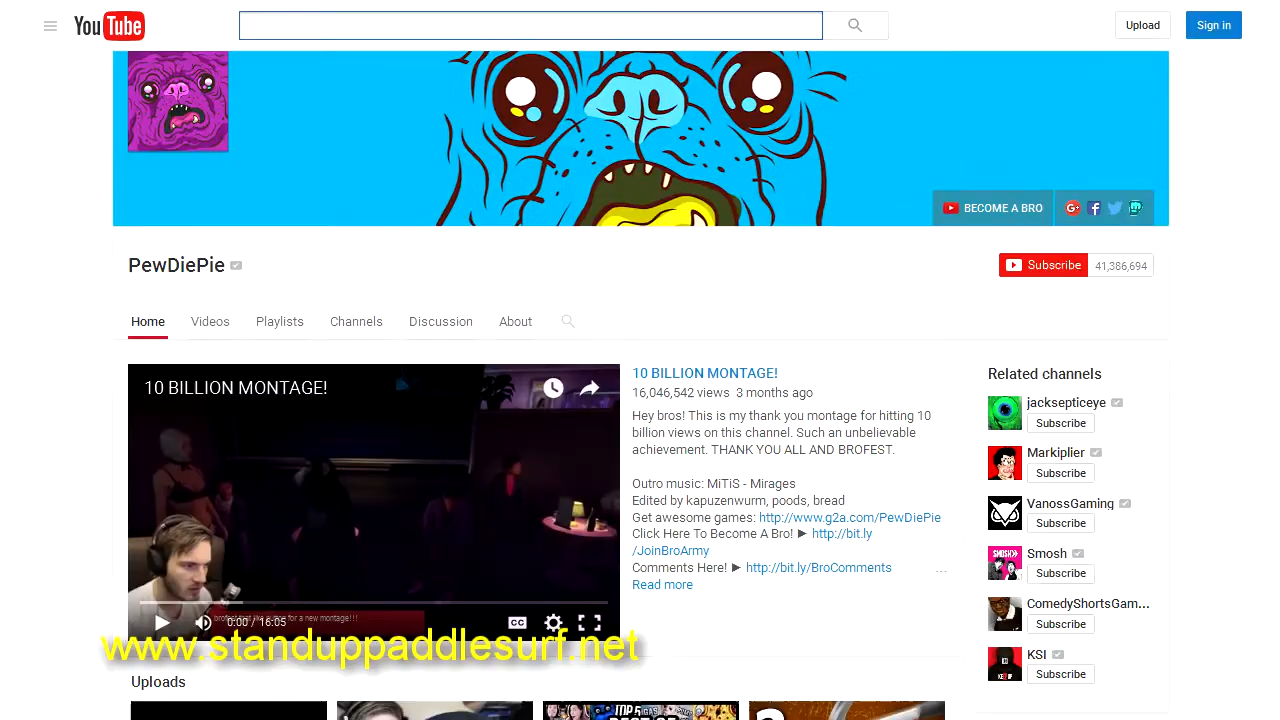 YouTube
Upload
Sign in
BECOME A BRO
PewDiePie
Subscribe 41,386,694
Home Videos Playlists Channels Discussion About
10 BILLION MONTAGE!
10 BILLION MONTAGE!
16,046,542 views 3 months ago
Hey bros! This is my thank you montage for hitting 10
billion views on this channel. Such an unbelievable
achievement. THANK YOU ALL AND BROFEST.
Outro music: MiTiS - Mirages
Edited by kapuzenwurm, poods, bread
Get awesome games: http://www.g2a.com/PewDiePie
Click Here To Become A Bro! ► http://bit.ly
/JoinBroArmy
Comments Here! ► http://bit.ly/BroComments ...
Read more
0:00 / 16:05
CC
www.standuppaddlesurf.net
Related channels
jacksepticeye
Subscribe
Markiplier
Subscribe
VanossGaming
Subscribe
Smosh
Subscribe
ComedyShortsGam...
Subscribe
KSI
Subscribe
Uploads
TOP 5
BEST OF